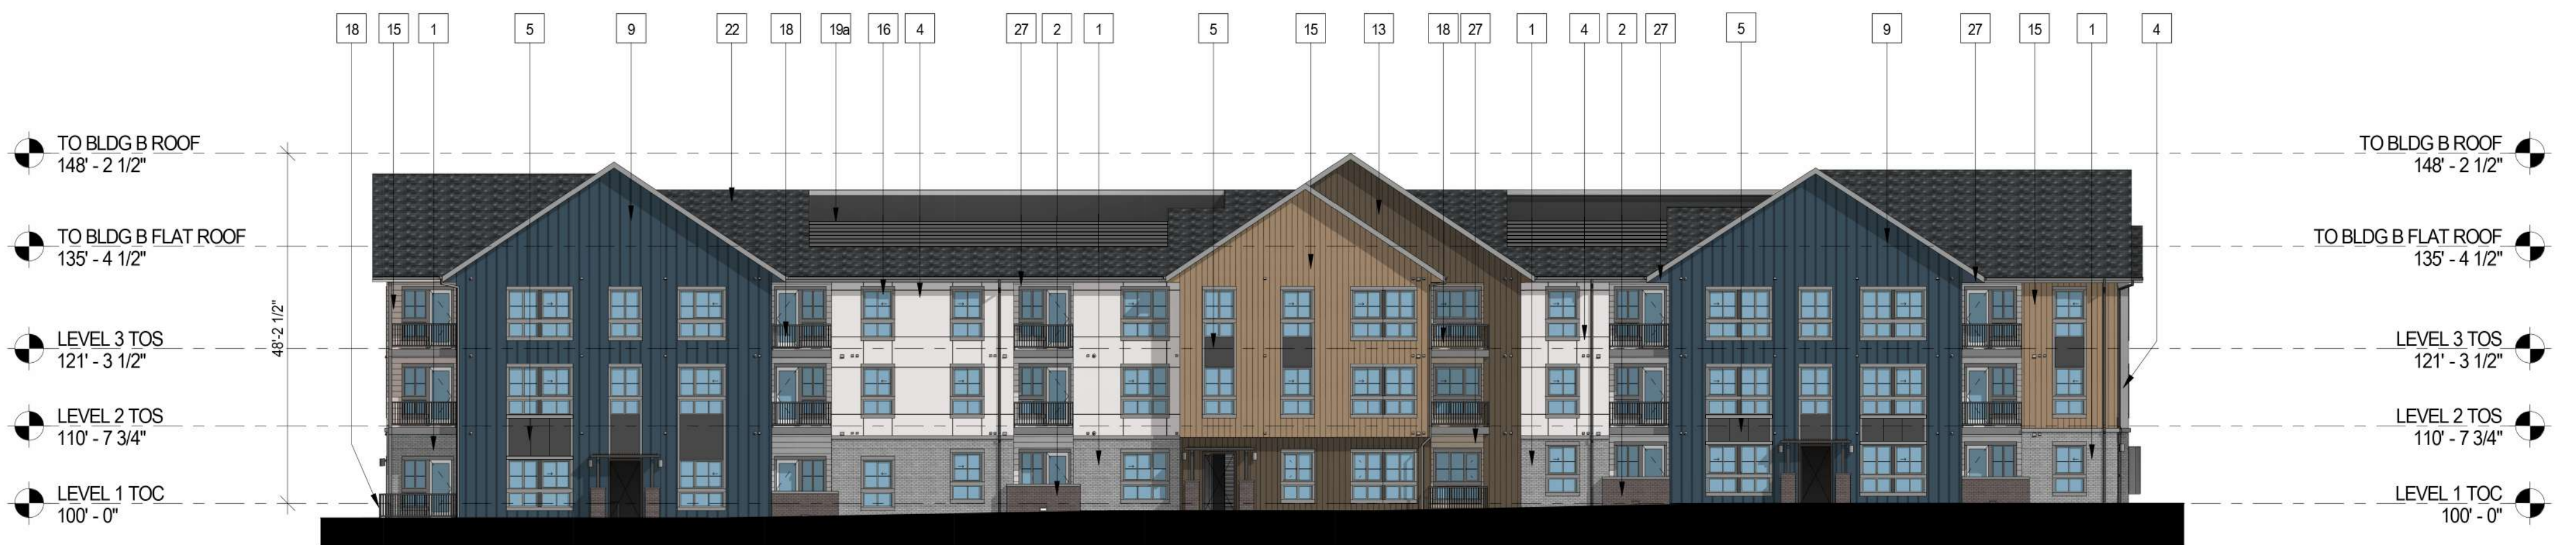 18 15 1 5 9 22 18 19a 16 4 27 2 1 5 15 13 18 27 1 4 2 27 5 9 27 15 1 4
TO BLDG B ROOF
148' - 2 1/2"
TO BLDG B FLAT ROOF
135' - 4 1/2"
LEVEL 3 TOS
121' - 3 1/2"
LEVEL 2 TOS
110' - 7 3/4"
LEVEL 1 TOC
100' - 0"
48'-2 1/2"
TO BLDG B ROOF
148' - 2 1/2"
TO BLDG B FLAT ROOF
135' - 4 1/2"
LEVEL 3 TOS
121' - 3 1/2"
LEVEL 2 TOS
110' - 7 3/4"
LEVEL 1 TOC
100' - 0"